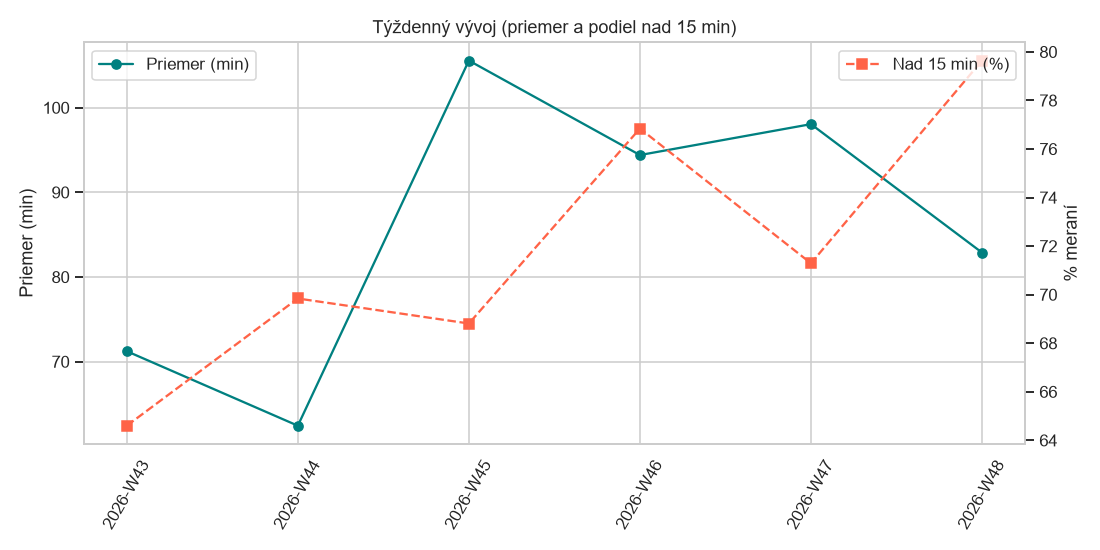 Týždenný vývoj (priemer a podiel nad 15 min)
Priemer (min)
Nad 15 min (%)
Priemer (min)
100
90
80
70
% meraní
80
78
76
74
72
70
68
66
64
2026-W43
2026-W44
2026-W45
2026-W46
2026-W47
2026-W48